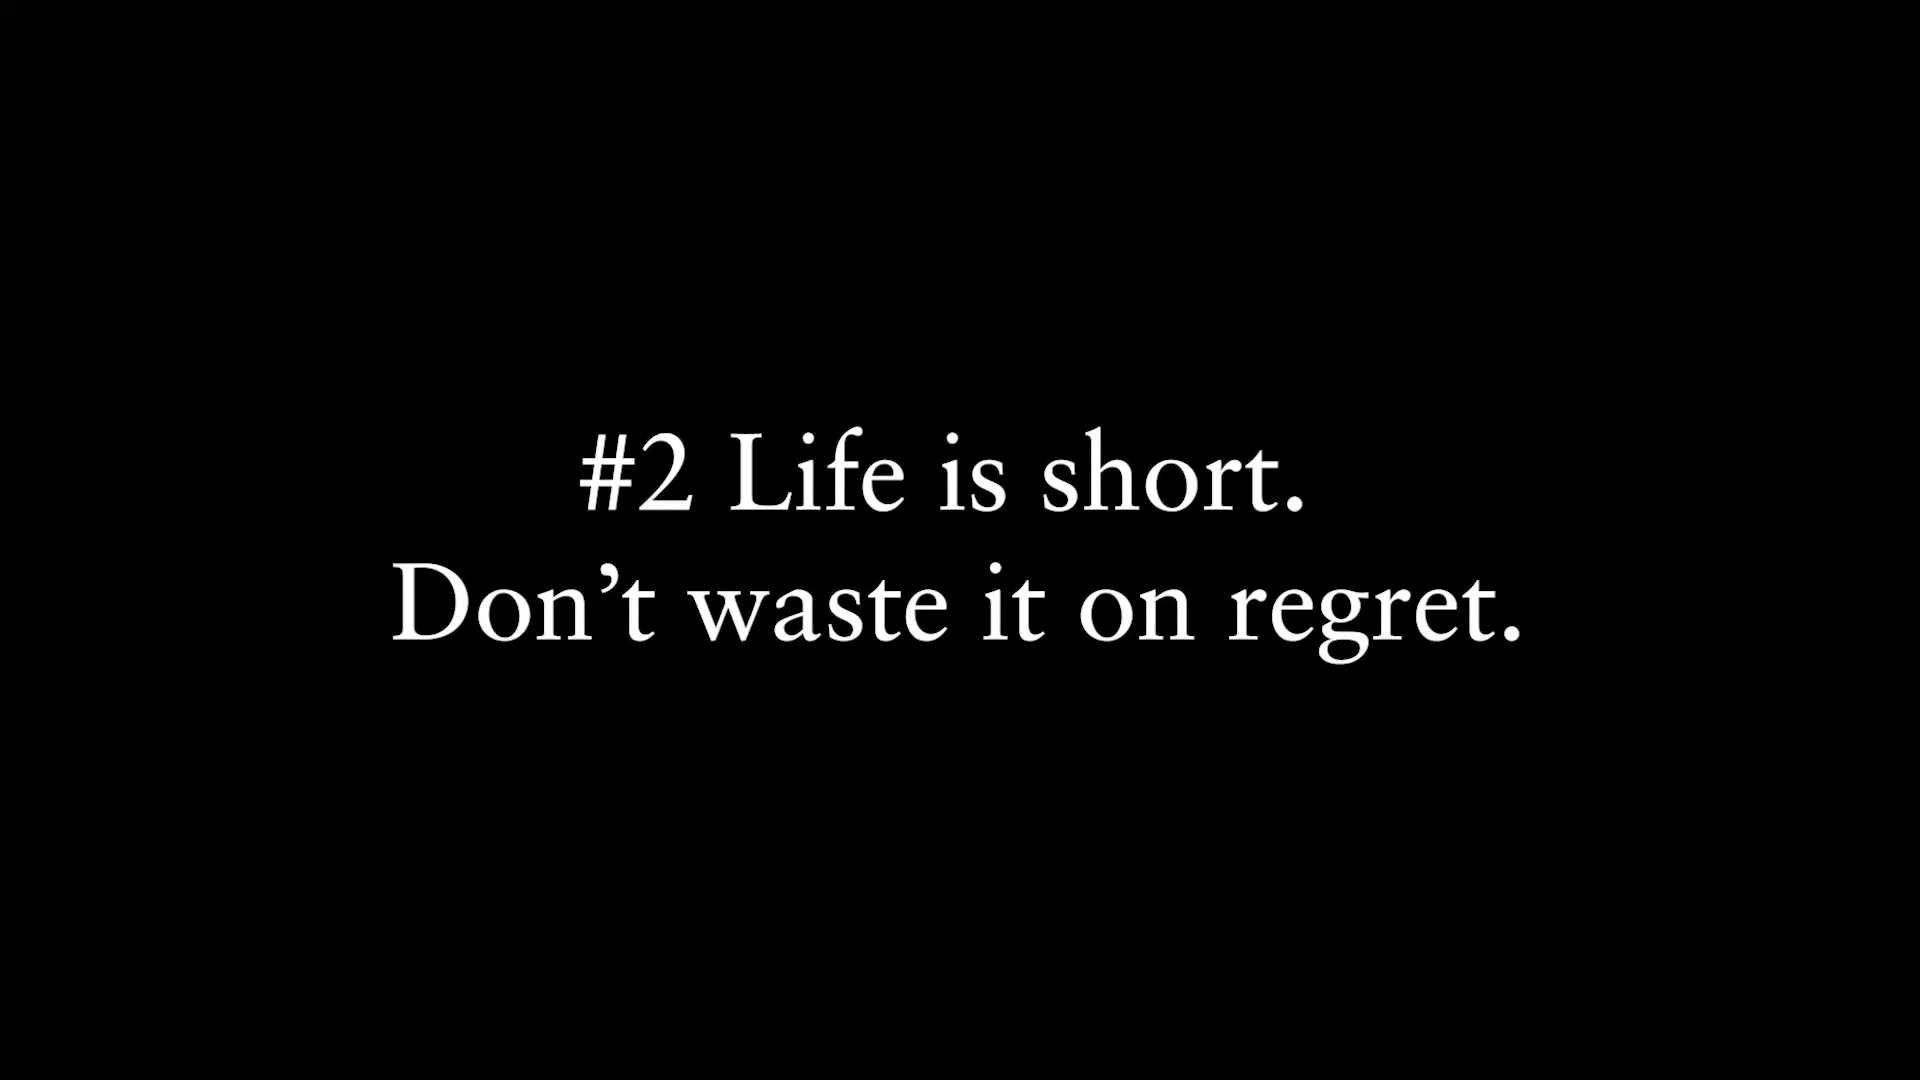 #2 Life is short.
Don’t waste it on regret.